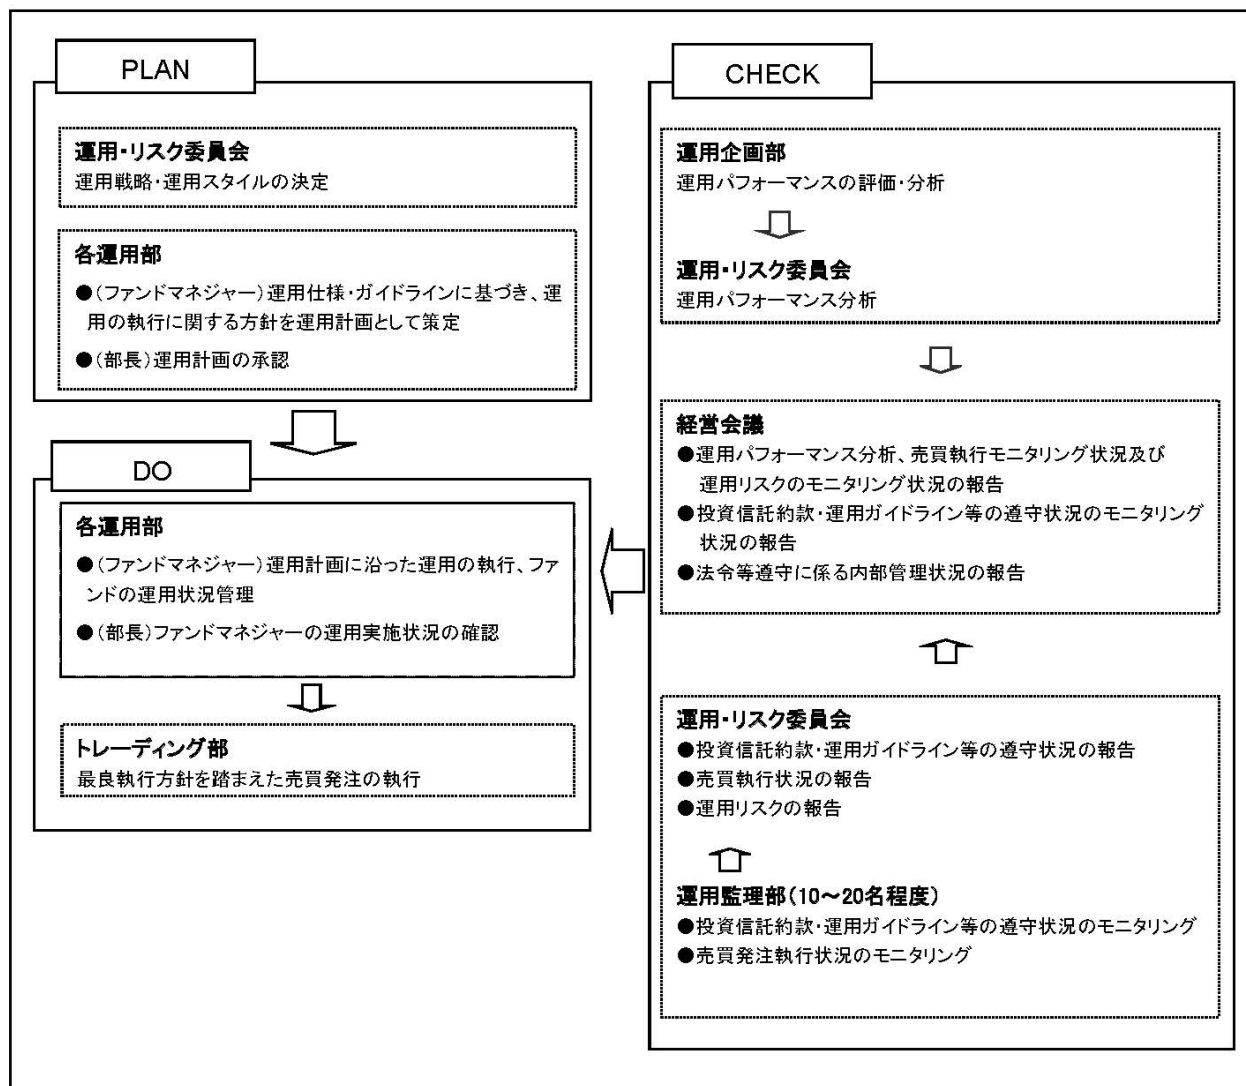 PLAN
運用・リスク委員会
運用戦略・運用スタイルの決定
各運用部
●(ファンドマネジャー)運用仕様・ガイドラインに基づき、運
用の執行に関する方針を運用計画として策定
●(部長)運用計画の承認
DO
各運用部
●(ファンドマネジャー)運用計画に沿った運用の執行、ファ
ンドの運用状況管理
●(部長)ファンドマネジャーの運用実施状況の確認
トレーディング部
最良執行方針を踏まえた売買発注の執行
CHECK
運用企画部
運用パフォーマンスの評価・分析
運用・リスク委員会
運用パフォーマンス分析
経営会議
●運用パフォーマンス分析、売買執行モニタリング状況及び
運用リスクのモニタリング状況の報告
●投資信託約款・運用ガイドライン等の遵守状況のモニタリング
状況の報告
●法令等遵守に係る内部管理状況の報告
運用・リスク委員会
●投資信託約款・運用ガイドライン等の遵守状況の報告
●売買執行状況の報告
●運用リスクの報告
運用監理部(10~20名程度)
●投資信託約款・運用ガイドライン等の遵守状況のモニタリング
●売買発注執行状況のモニタリング